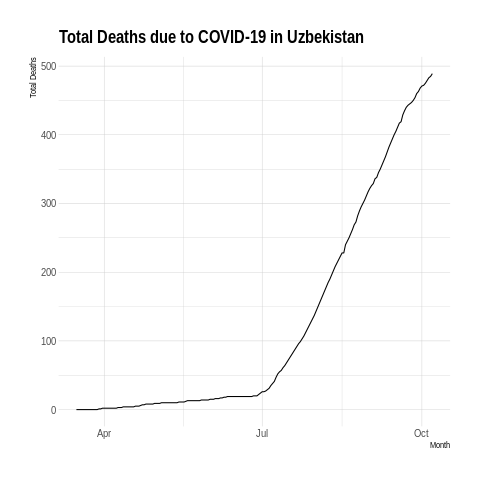 Total Deaths due to COVID-19 in Uzbekistan
Total Deaths
500
400
300
200
100
0
Apr
Jul
Oct
Month